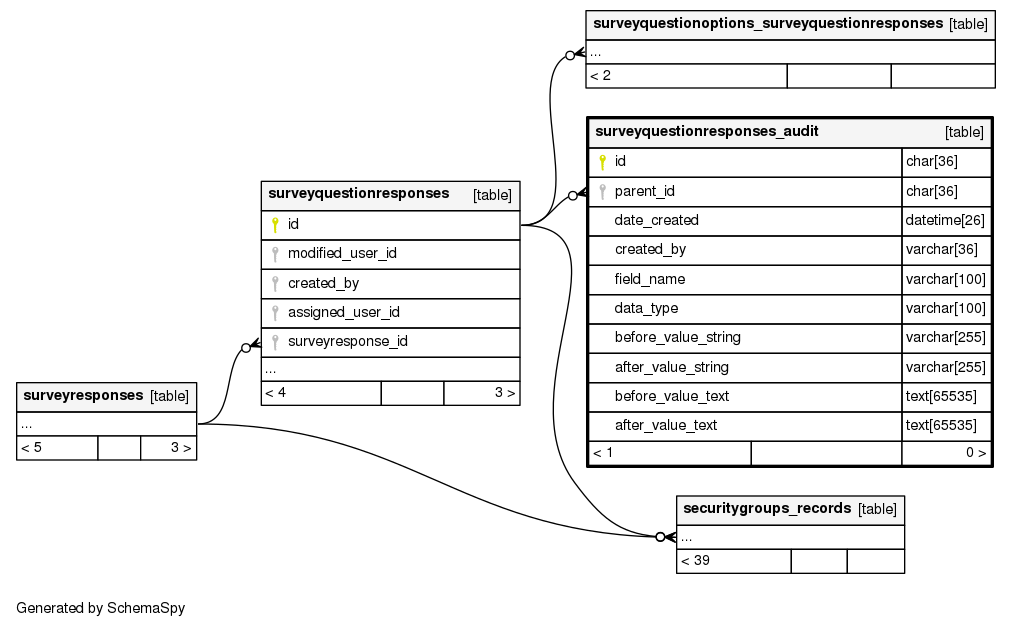 surveyquestionoptions_surveyquestionresponses [table]
...
< 2
surveyquestionresponses_audit [table]
id char[36]
parent_id char[36]
date_created datetime[26]
created_by varchar[36]
field_name varchar[100]
data_type varchar[100]
before_value_string varchar[255]
after_value_string varchar[255]
before_value_text text[65535]
after_value_text text[65535]
< 1 0 >
surveyquestionresponses [table]
id
modified_user_id
created_by
assigned_user_id
surveyresponse_id
...
< 4 3 >
surveyresponses [table]
...
< 5 3 >
securitygroups_records [table]
...
< 39
Generated by SchemaSpy